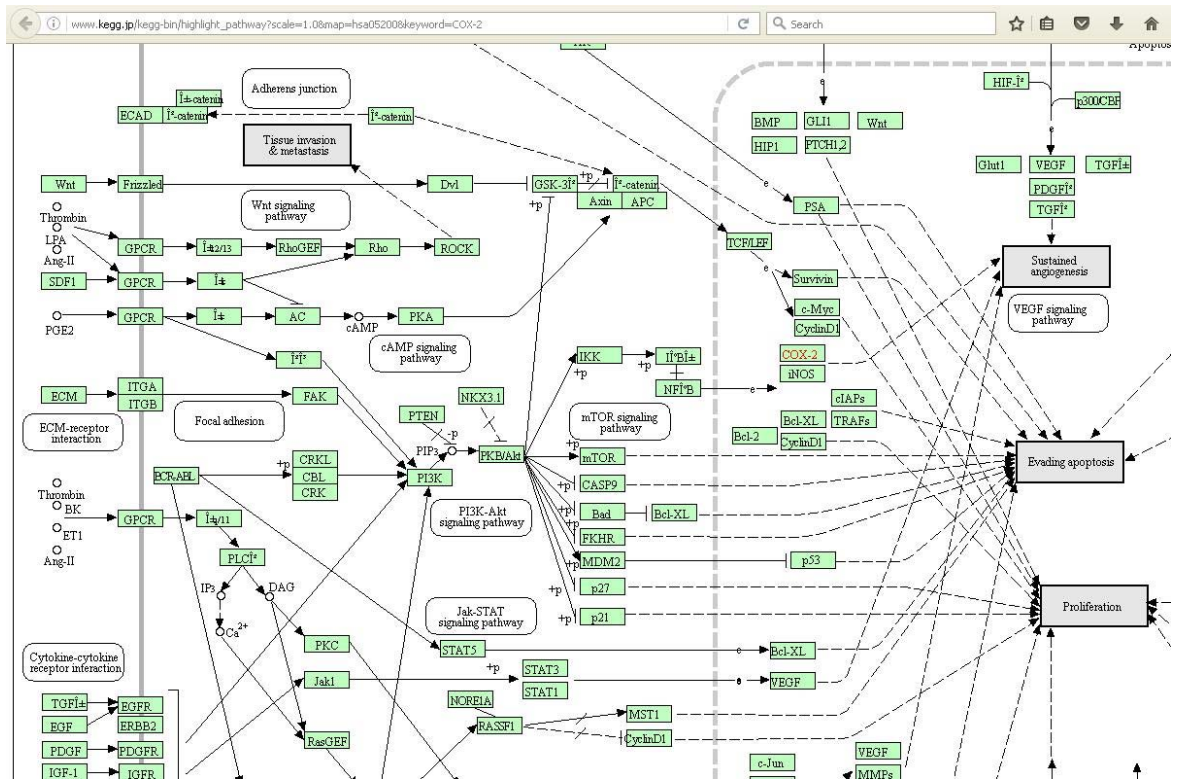 www.kegg.jp/kegg-bin/highlight_pathway?scale=1.0&map=hsa05200&keyword=COX-2
Search
Adherens junction
HIF-Îª
Î±-catenin
p300/CBP
ECAD
Îª-catenin
Îª-catenin
BMP
GLI1
Wnt
e
e
Tissue invasion
& metastasis
HIP1
PTCH1,2
Glut1
VEGF
TGFÎ±
+p
Wnt
Frizzled
Dvl
GSK-3Îª
Îª-catenin
e
PDGFÎª
+p
Axin
APC
PSA
TGFÎª
Wnt signaling
pathway
Thrombin
LPA
GPCR
Î±12/13
RhoGEF
Rho
ROCK
TCF/LEF
Ang-II
Sustained
angiogenesis
e
SDF1
GPCR
Î±
Survivin
c-Myc
VEGF signaling
pathway
PGE2
GPCR
Î±
AC
cAMP
PKA
CyclinD1
cAMP signaling
pathway
IKK
IÎºBÎ±
COX-2
+p
+p
iNOS
ECM
ITGA
ITGB
FAK
NKX3.1
NFÎºB
e
cIAPs
PTEN
mTOR signaling
pathway
Bcl-XL
TRAFs
Focal adhesion
ECM-receptor
interaction
-p
Bcl-2
CyclinD1
PIP3
PKB/Akt
+p
mTOR
CRKL
+p
Evading apoptosis
BCR-ABL
CBL
PI3K
CRK
+p
CASP9
Thrombin
BK
PI3K-Akt
signaling pathway
+p
Bad
Bcl-XL
GPCR
Î±q/11
ET1
+p
FKHR
Ang-II
PLCÎª
+p
MDM2
p53
IP3
DAG
+p
p27
Jak-STAT
signaling pathway
+p
p21
Proliferation
Ca2+
Cytokine-cytokine
receptor interaction
PKC
STAT5
e
Bcl-XL
+p
STAT3
Jak1
e
VEGF
STAT1
TGFÎ±
EGFR
NORE1A
EGF
ERBB2
RASSF1
MST1
PDGF
PDGFR
RasGEF
CyclinD1
VEGF
IGF-1
IGFR
c-Jun
MMPs